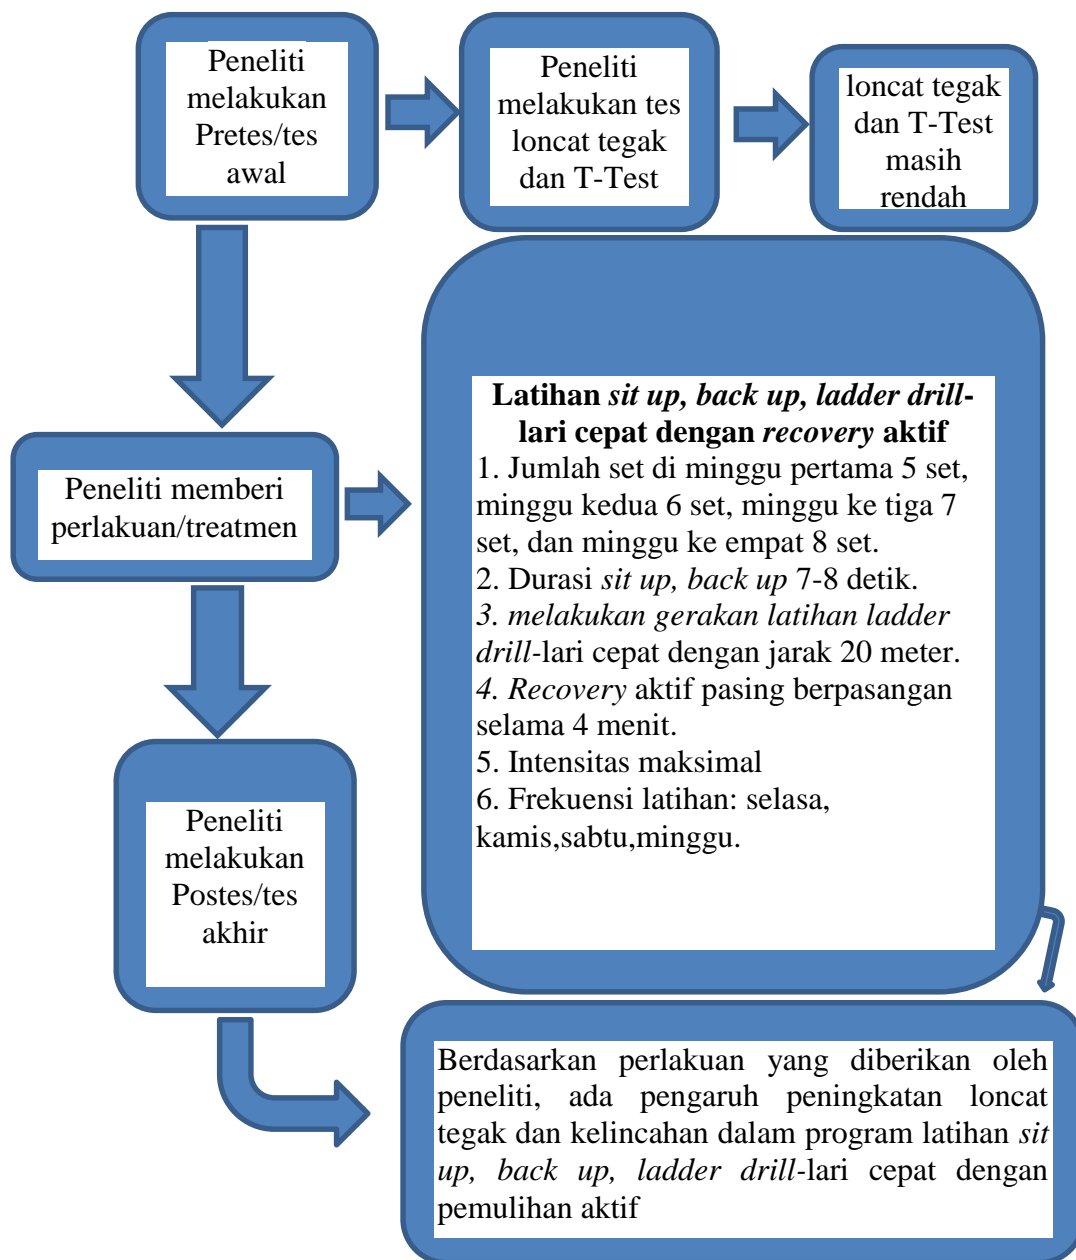 Peneliti
melakukan
Pretes/tes
awal
Peneliti
melakukan tes
loncat tegak
dan T-Test
loncat tegak
dan T-Test
masih
rendah
Peneliti memberi
perlakuan/treatmen
Latihan sit up, back up, ladder drill-
lari cepat dengan recovery aktif
1. Jumlah set di minggu pertama 5 set,
minggu kedua 6 set, minggu ke tiga 7
set, dan minggu ke empat 8 set.
2. Durasi sit up, back up 7-8 detik.
3. melakukan gerakan latihan ladder
drill-lari cepat dengan jarak 20 meter.
4. Recovery aktif pasing berpasangan
selama 4 menit.
5. Intensitas maksimal
6. Frekuensi latihan: selasa,
kamis,sabtu,minggu.
Peneliti
melakukan
Postes/tes
akhir
Berdasarkan perlakuan yang diberikan oleh
peneliti, ada pengaruh peningkatan loncat
tegak dan kelincahan dalam program latihan sit
up, back up, ladder drill-lari cepat dengan
pemulihan aktif